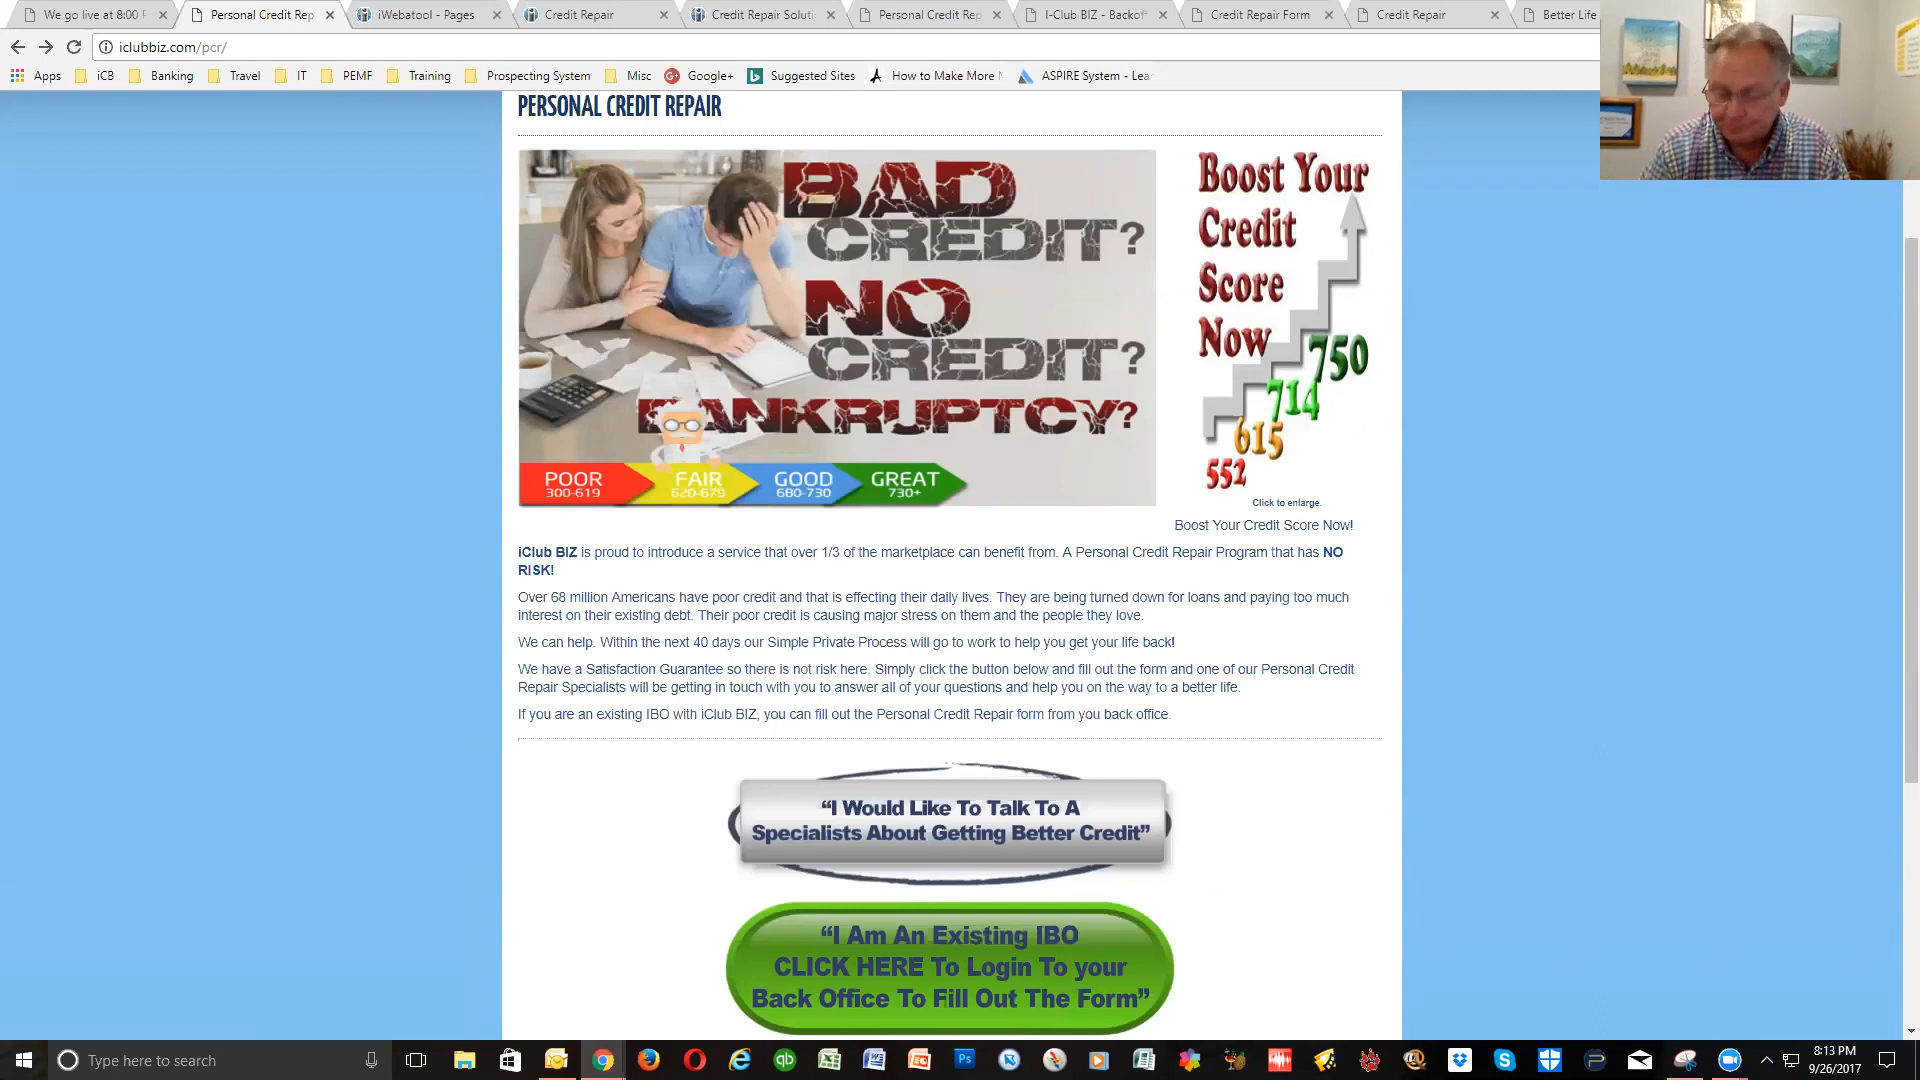 We go live at 8:00
Personal Credit Rep
iWebatool - Pages
Credit Repair
Credit Repair Soluti
Personal Credit Rep
I-Club BIZ - Backof
Credit Repair Form
Credit Repair
Better Life
iclubbiz.com/pcr/
Apps
iCB
Banking
Travel
IT
PEMF
Training
Prospecting System
Misc
Google+
Suggested Sites
How to Make More
ASPIRE System - Lea
PERSONAL CREDIT REPAIR
BAD
CREDIT?
NO
CREDIT?
BANKRUPTCY?
POOR
300-619
FAIR
620-679
GOOD
680-730
GREAT
730+
Boost Your
Credit
Score
Now
750
714
615
552
Click to enlarge.
Boost Your Credit Score Now!
iClub BIZ is proud to introduce a service that over 1/3 of the marketplace can benefit from. A Personal Credit Repair Program that has NO
RISK!
Over 68 million Americans have poor credit and that is effecting their daily lives. They are being turned down for loans and paying too much
interest on their existing debt. Their poor credit is causing major stress on them and the people they love.
We can help. Within the next 40 days our Simple Private Process will go to work to help you get your life back!
We have a Satisfaction Guarantee so there is not risk here. Simply click the button below and fill out the form and one of our Personal Credit
Repair Specialists will be getting in touch with you to answer all of your questions and help you on the way to a better life.
If you are an existing IBO with iClub BIZ, you can fill out the Personal Credit Repair form from you back office.
“I Would Like To Talk To A
Specialists About Getting Better Credit”
“I Am An Existing IBO
CLICK HERE To Login To your
Back Office To Fill Out The Form”
Type here to search
8:13 PM
9/26/2017